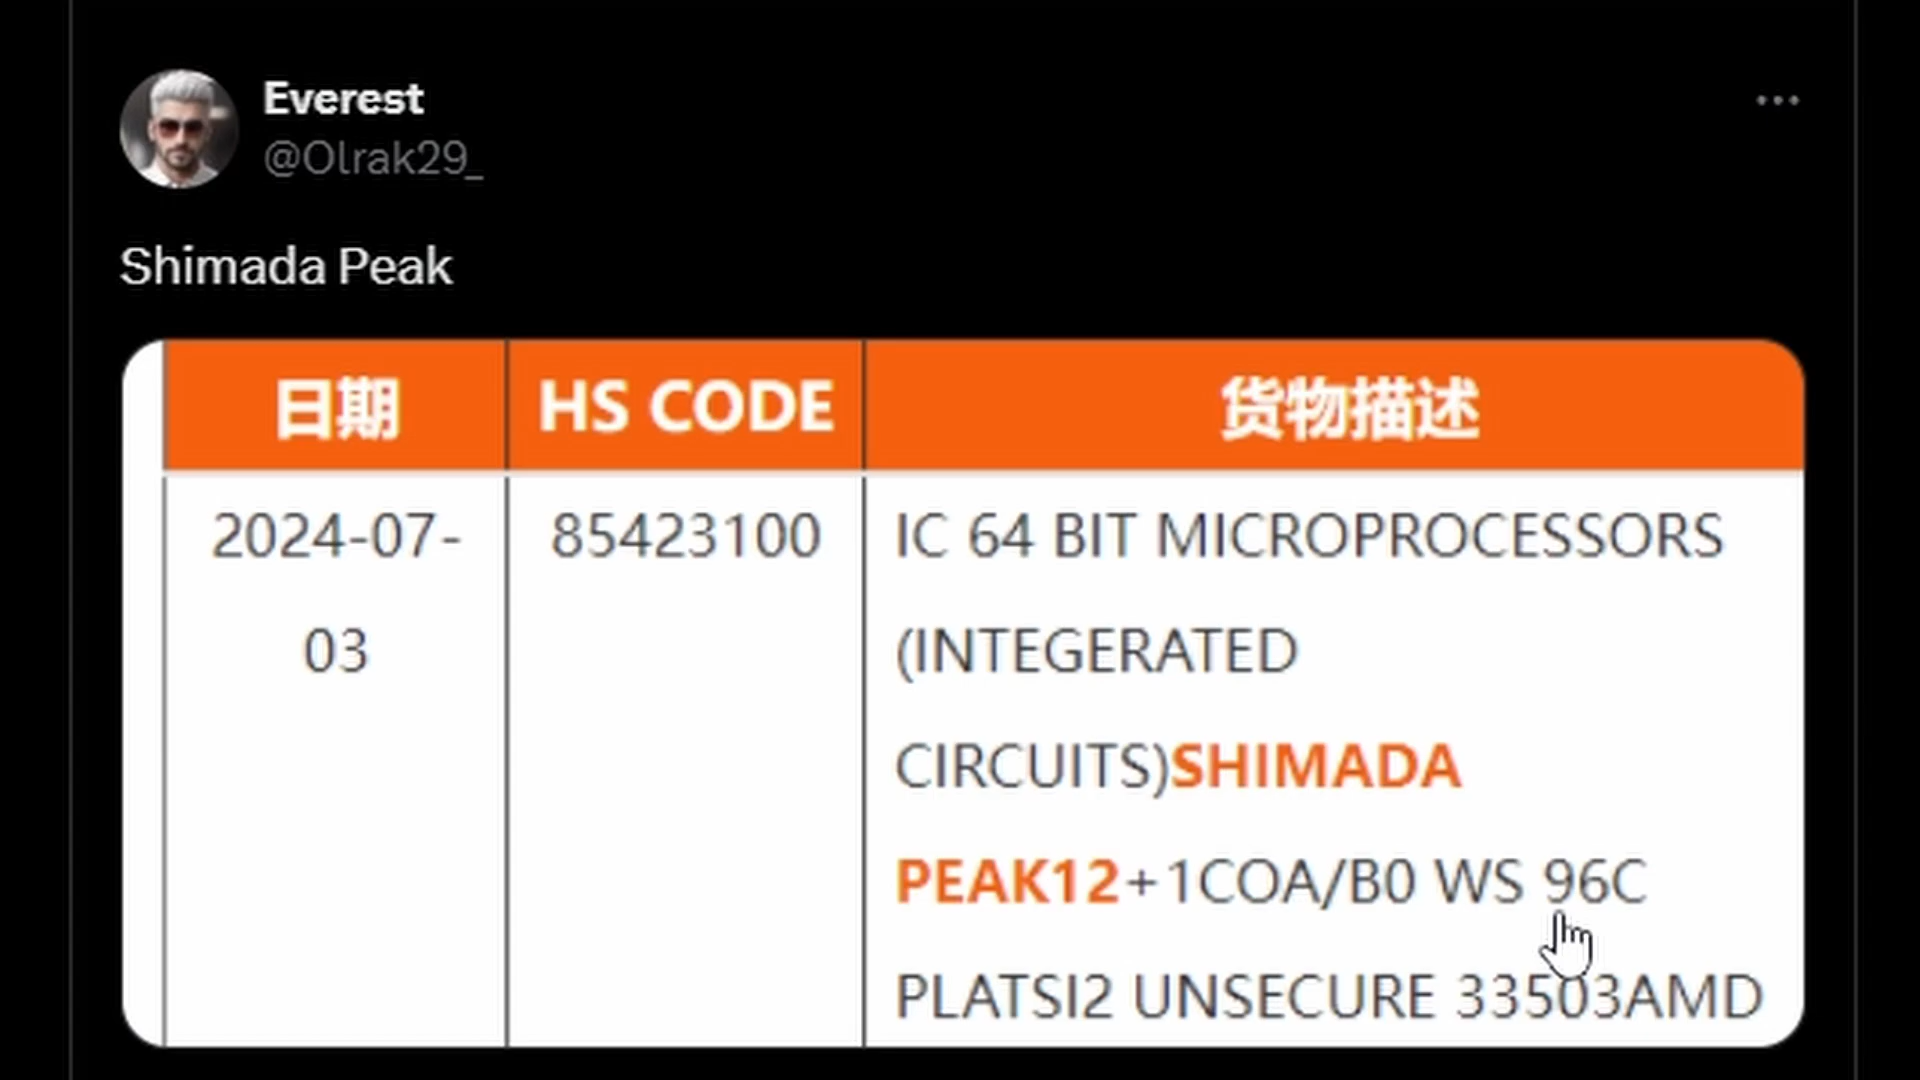 Everest
@Olrak29_
Shimada Peak
日期
HS CODE
货物描述
2024-07-
03
85423100
IC 64 BIT MICROPROCESSORS
(INTEGERATED
CIRCUITS)SHIMADA
PEAK12+1COA/B0 WS 96C
PLATSI2 UNSECURE 33503AMD